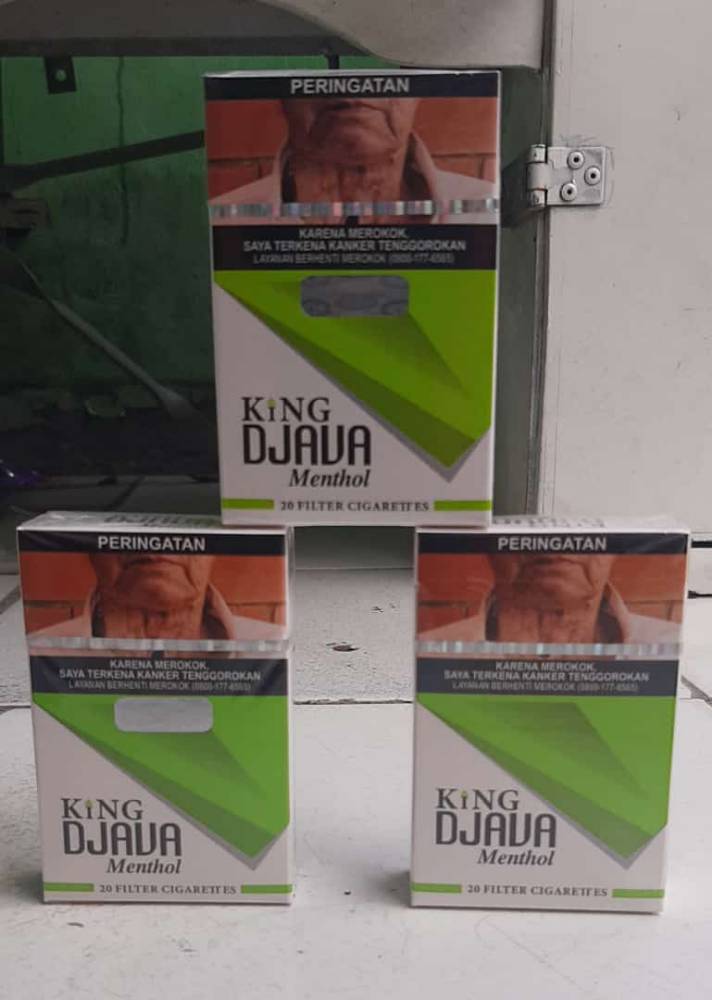 PERINGATAN
KARENA MEROKOK,
SAYA TERKENA KANKER TENGGOROKAN
LAYANAN BERHENTI MEROKOK (0800-177-6565)
KiNG
DJAVA
Menthol
20 FILTER CIGARETTES
PERINGATAN
KARENA MEROKOK,
SAYA TERKENA KANKER TENGGOROKAN
LAYANAN BERHENTI MEROKOK (0800-177-6565)
KiNG
DJAVA
Menthol
20 FILTER CIGARETTES
PERINGATAN
KARENA MEROKOK,
SAYA TERKENA KANKER TENGGOROKAN
LAYANAN BERHENTI MEROKOK (0800-177-6565)
KiNG
DJAVA
Menthol
20 FILTER CIGARETTES